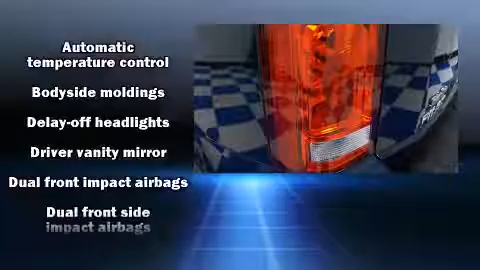 Automatic
temperature control
Bodyside moldings
Delay-off headlights
Driver vanity mirror
Dual front impact airbags
Dual front side
impact airbags